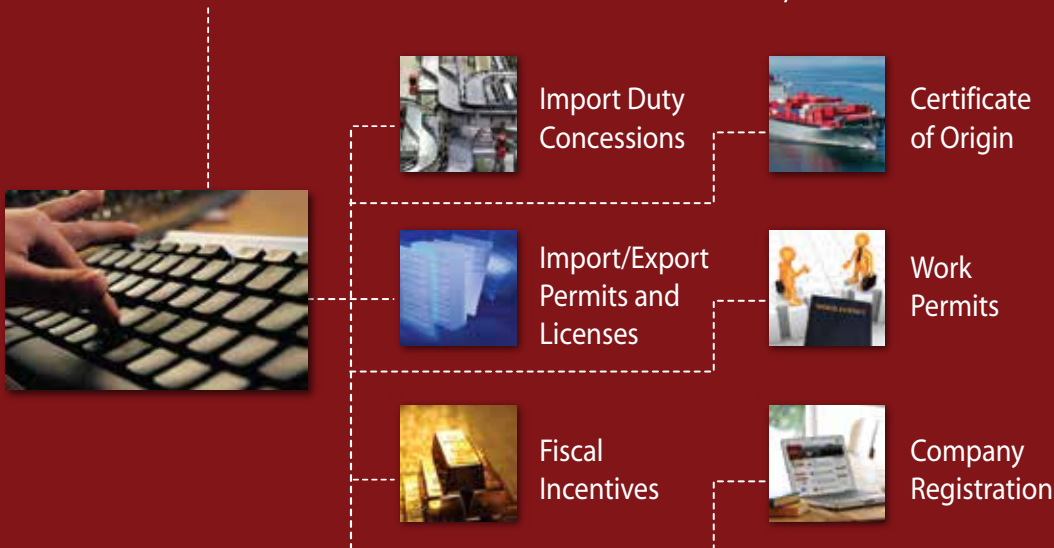 Import Duty
Concessions
Certificate
of Origin
Import/Export
Permits and
Licenses
Work
Permits
Fiscal
Incentives
Company
Registration